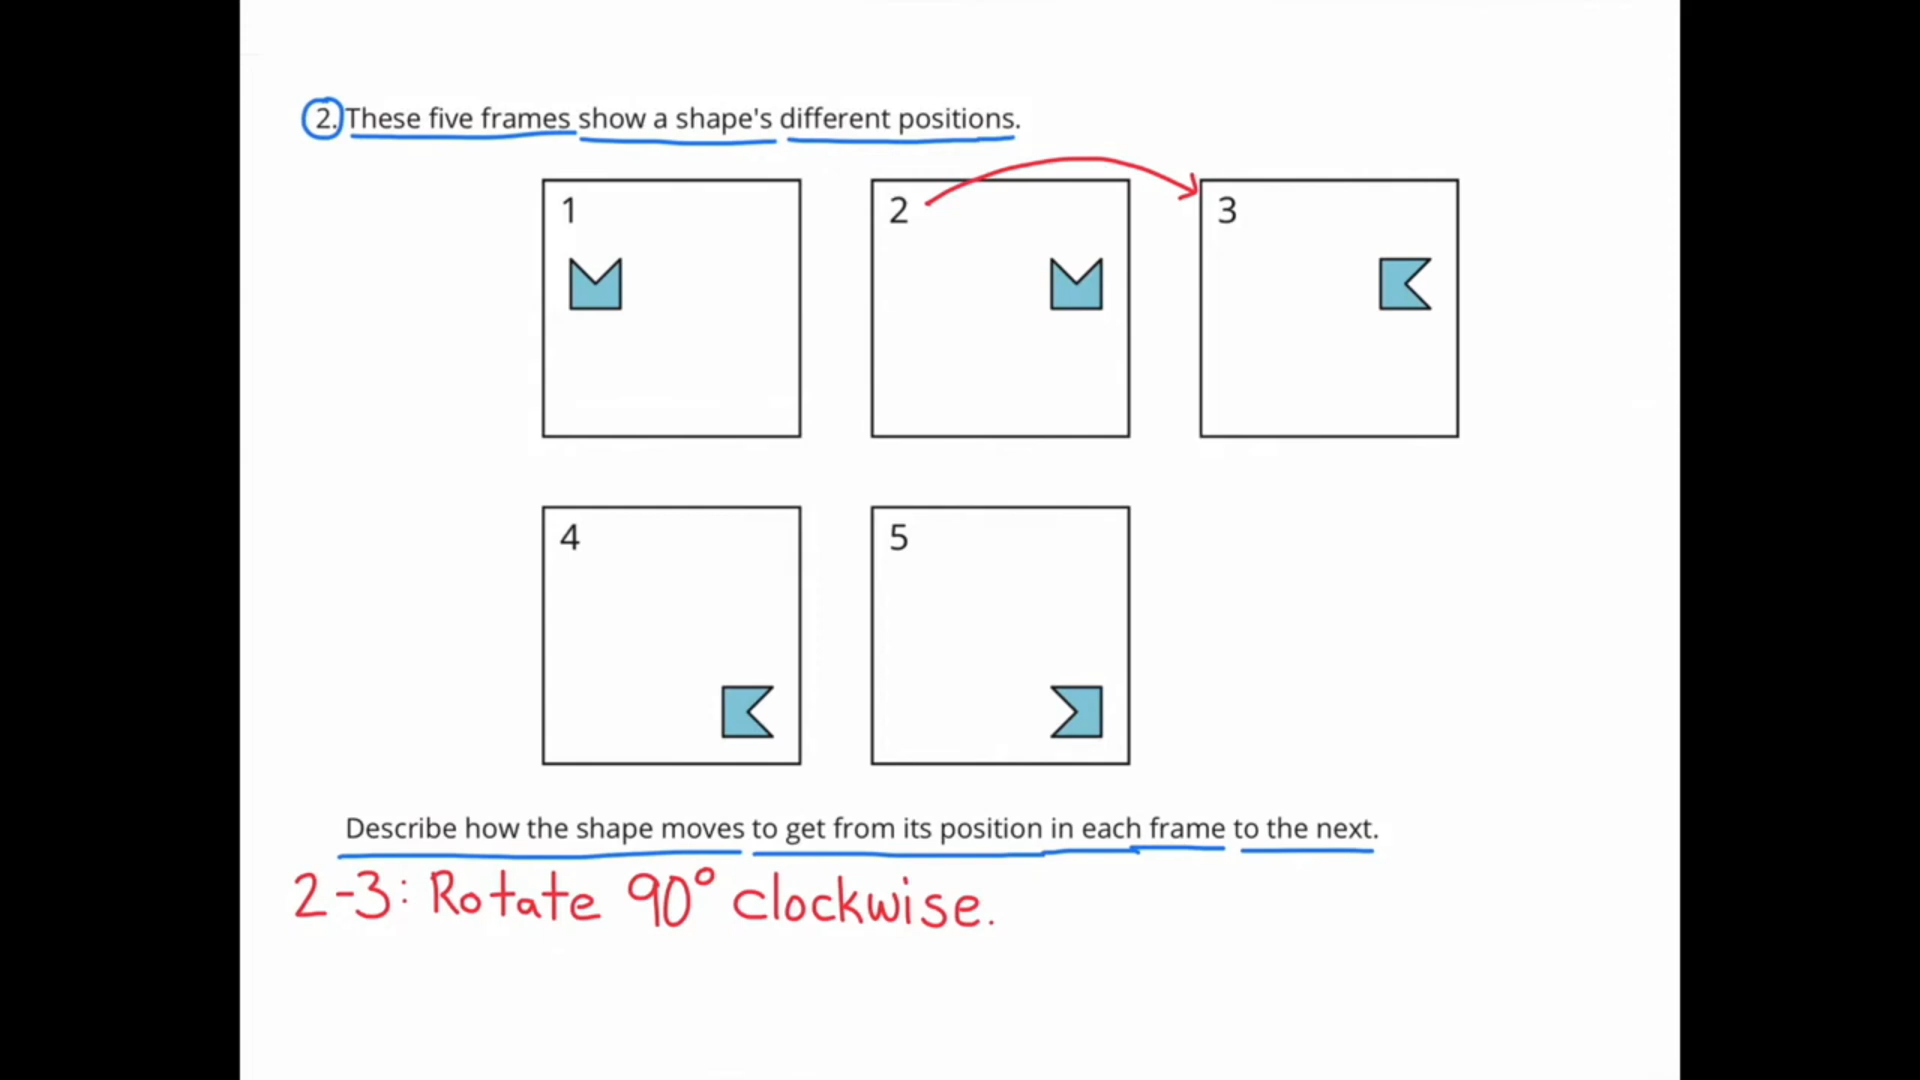 2. These five frames show a shape's different positions.
1
2
3
4
5
Describe how the shape moves to get from its position in each frame to the next.
2-3: Rotate 90° clockwise.